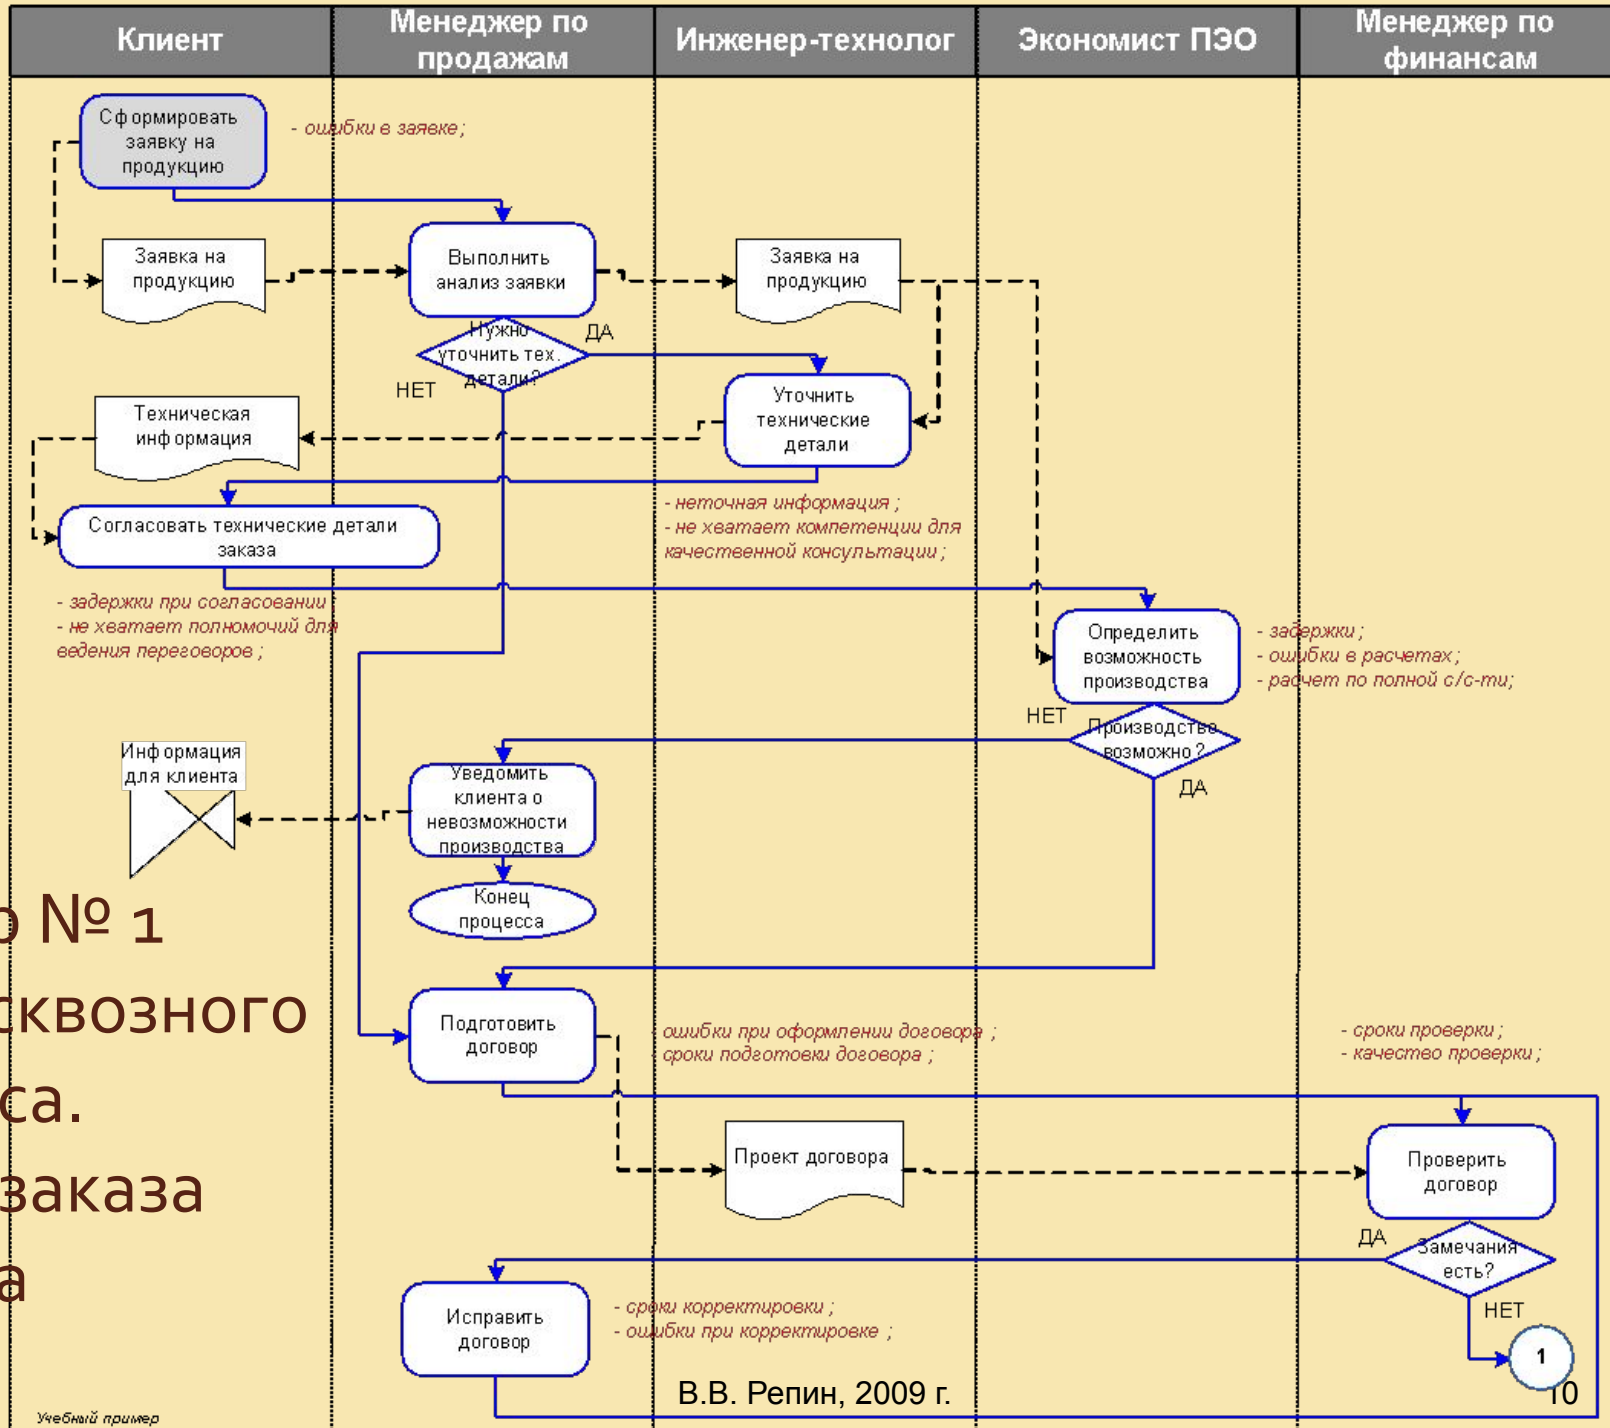 Клиент
Менеджер по
продажам
Инженер-технолог
Экономист ПЭО
Менеджер по
финансам
Сформировать
заявку на
продукцию
- ошибки в заявке;
Заявка на
продукцию
Выполнить
анализ заявки
Заявка на
продукцию
Нужно
уточнить тех.
детали?
ДА
НЕТ
Уточнить
технические
детали
Техническая
информация
- неточная информация ;
- не хватает компетенции для
качественной консультации ;
Согласовать технические детали
заказа
- задержки при согласовании ;
- не хватает полномочий для
ведения переговоров ;
Определить
возможность
производства
- задержки ;
- ошибки в расчетах ;
- расчет по полной с/с-ти;
НЕТ
Производство
возможно ?
ДА
Информация
для клиента
Уведомить
клиента о
невозможности
производства
Конец
процесса
№ 1
сквозного
са.
заказа
а
Подготовить
договор
- ошибки при оформлении договора ;
- сроки подготовки договора ;
- сроки проверки ;
- качество проверки ;
Проект договора
Проверить
договор
ДА
Замечания
есть?
НЕТ
1
Исправить
договор
- сроки корректировки ;
- ошибки при корректировке ;
В.В. Репин, 2009 г.
10
Учебный пример